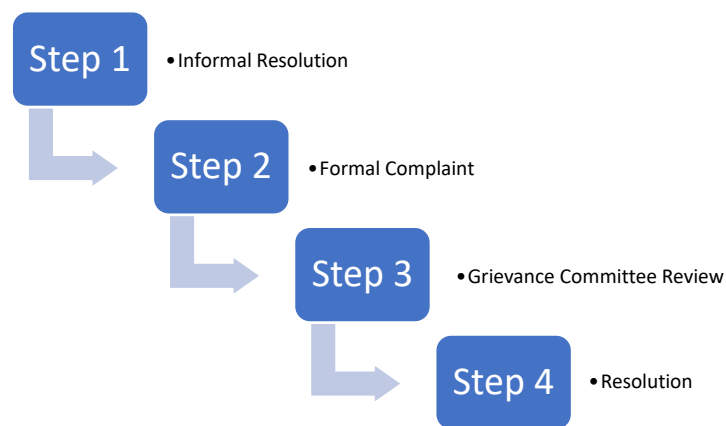 Step 1
• Informal Resolution
Step 2
• Formal Complaint
Step 3
• Grievance Committee Review
Step 4
• Resolution